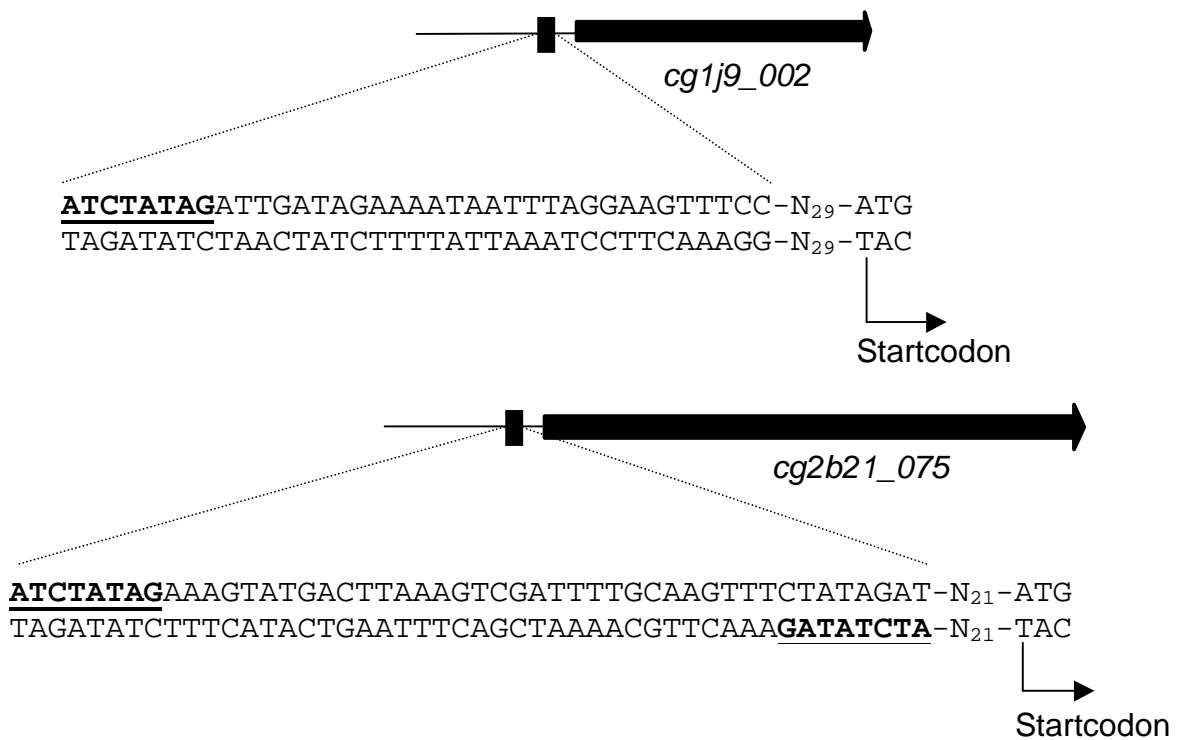 cg1j9_002
ATCTATAGATTGATAGAAAATAATTTAGGAAGTTTCC-N29-ATG
TAGATATCTAACTATCTTTTATTAAATCCTTCAAAGG-N29-TAC
Startcodon
cg2b21_075
ATCTATAGAAAGTATGACTTAAAGTCGATTTTGCAAGTTTCTATAGAT-N21-ATG
TAGATATCTTTCATACTGAATTTCAGCTAAAACGTTCAAAGATATCTA-N21-TAC
Startcodon